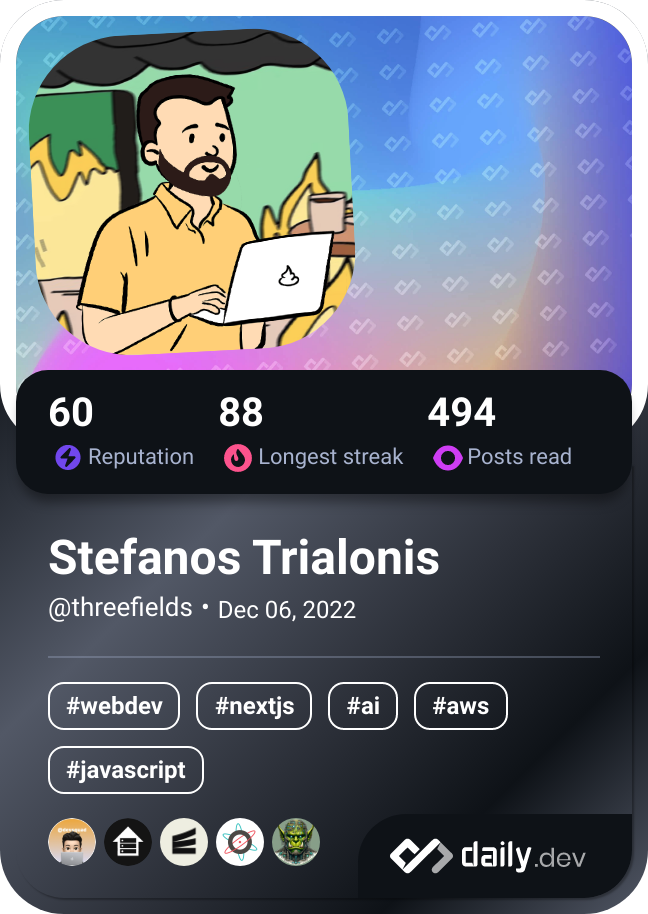 60 88 494
Reputation Longest streak Posts read
Stefanos Trialonis
@threefields • Dec 06, 2022
#webdev #nextjs #ai #aws
#javascript
daily.dev